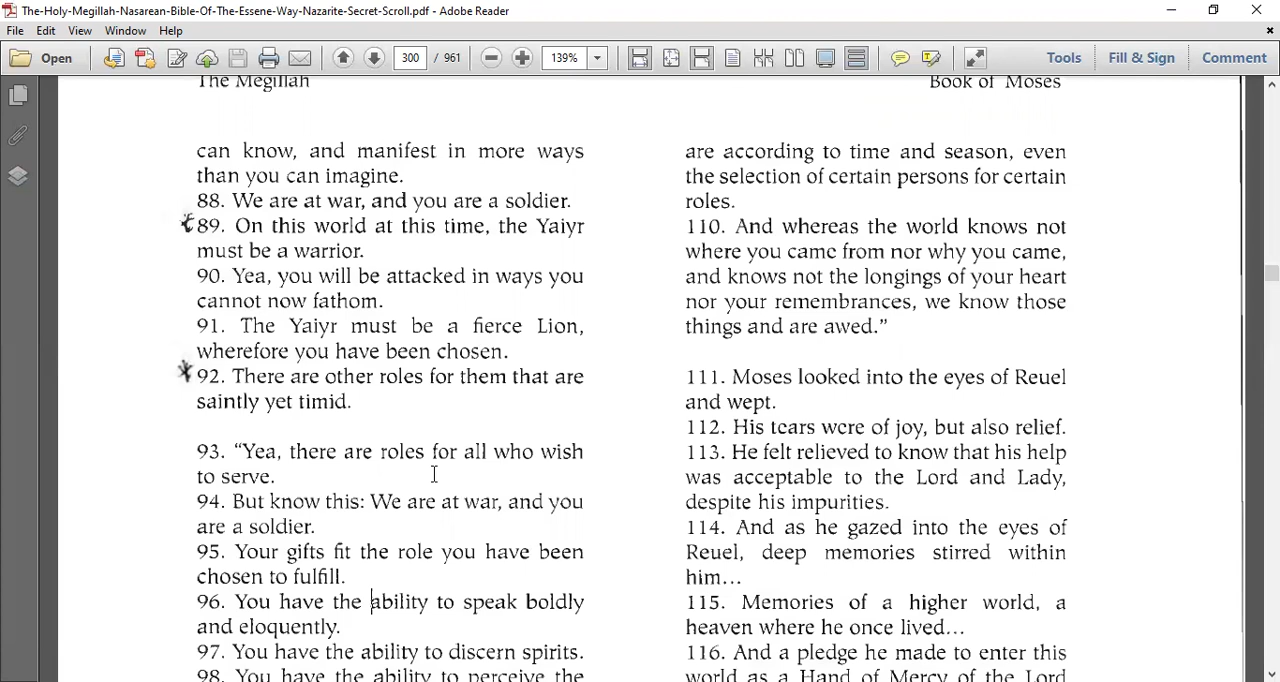 The-Holy-Megillah-Nasarean-Bible-Of-The-Essene-Way-Nazarite-Secret-Scroll.pdf - Adobe Reader
File Edit View Window Help
Open 300 / 961 139% Tools Fill & Sign Comment
The Megillah
can know, and manifest in more ways
than you can imagine.
88. We are at war, and you are a soldier.
89. On this world at this time, the Yaiyr
must be a warrior.
90. Yea, you will be attacked in ways you
cannot now fathom.
91. The Yaiyr must be a fierce Lion,
wherefore you have been chosen.
92. There are other roles for them that are
saintly yet timid.
93. “Yea, there are roles for all who wish
to serve.
94. But know this: We are at war, and you
are a soldier.
95. Your gifts fit the role you have been
chosen to fulfill.
96. You have the ability to speak boldly
and eloquently.
97. You have the ability to discern spirits.
98. You have the ability to perceive the
Book of Moses
are according to time and season, even
the selection of certain persons for certain
roles.
110. And whereas the world knows not
where you came from nor why you came,
and knows not the longings of your heart
nor your remembrances, we know those
things and are awed.”
111. Moses looked into the eyes of Reuel
and wept.
112. His tears were of joy, but also relief.
113. He felt relieved to know that his help
was acceptable to the Lord and Lady,
despite his impurities.
114. And as he gazed into the eyes of
Reuel, deep memories stirred within
him...
115. Memories of a higher world, a
heaven where he once lived...
116. And a pledge he made to enter this
world as a Hand of Mercy of the Lord